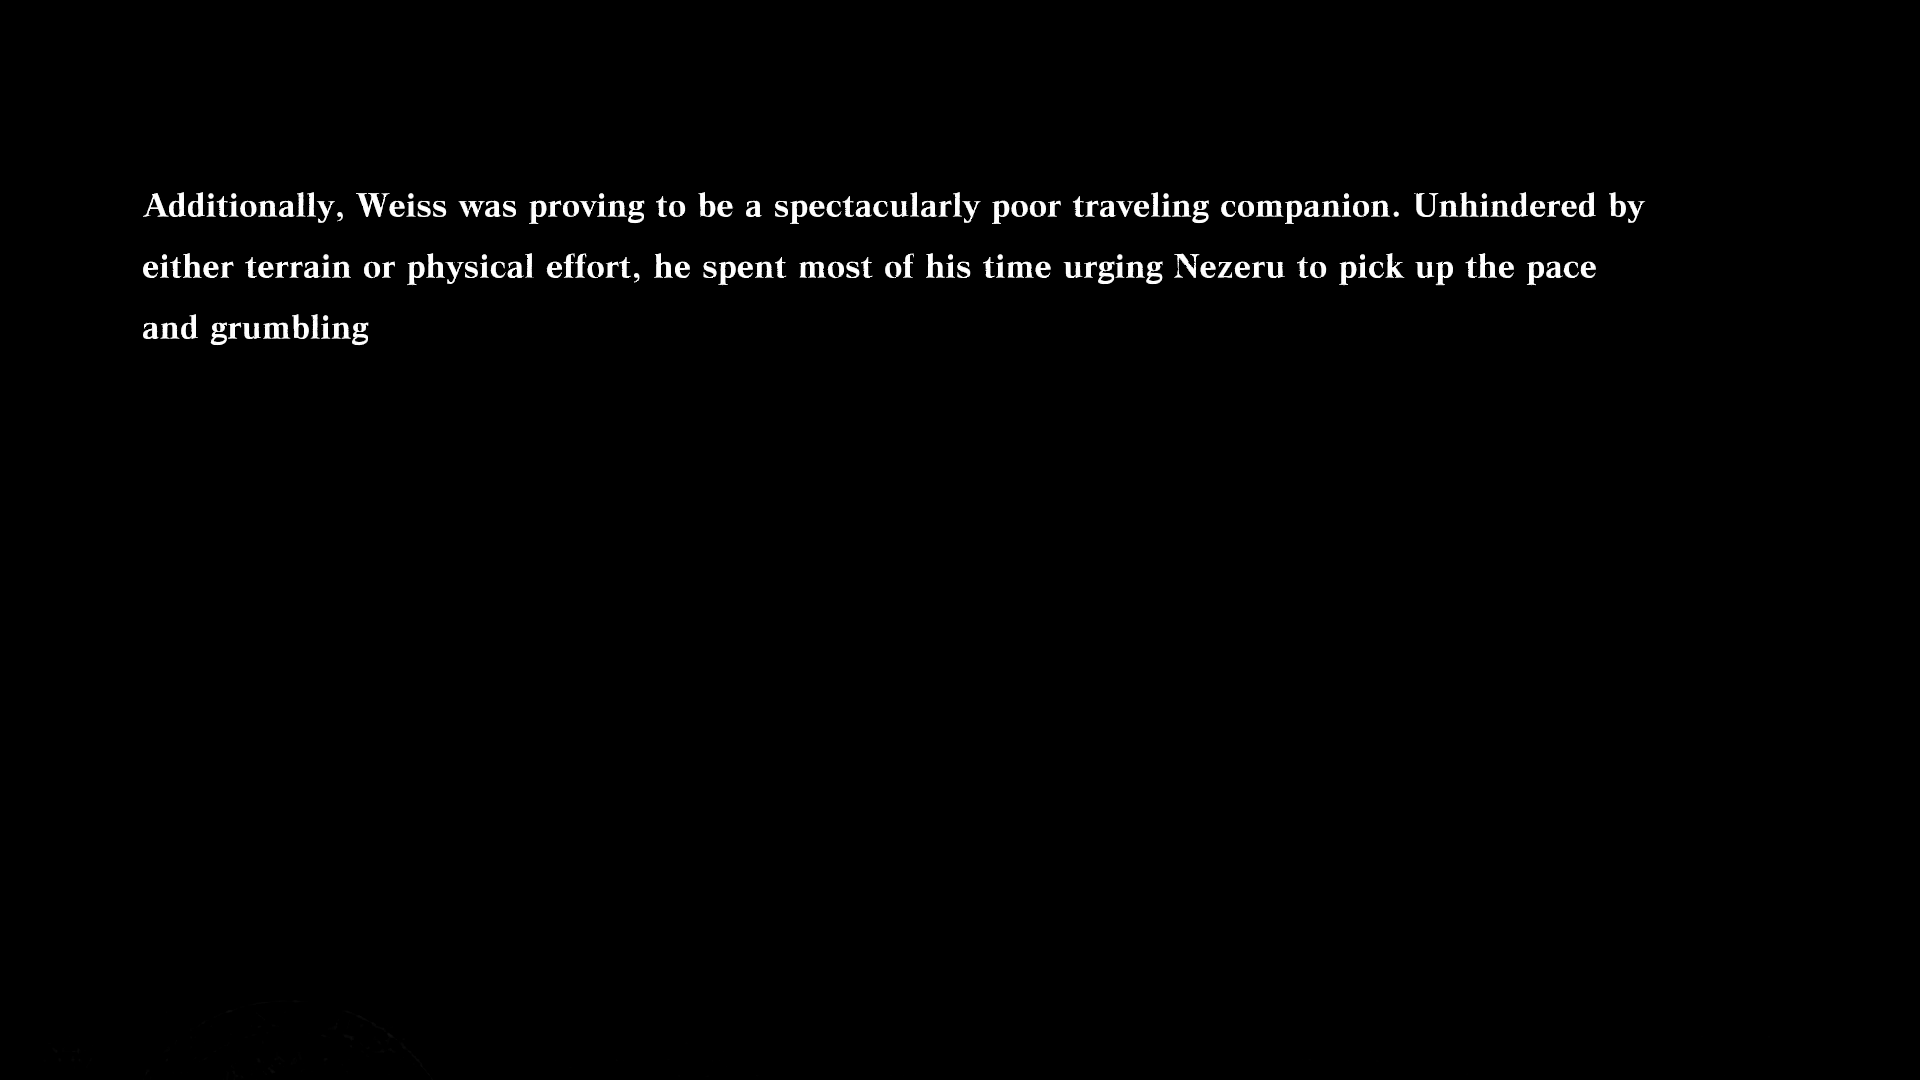 Additionally, Weiss was proving to be a spectacularly poor traveling companion. Unhindered by
either terrain or physical effort, he spent most of his time urging Nezeru to pick up the pace
and grumbling